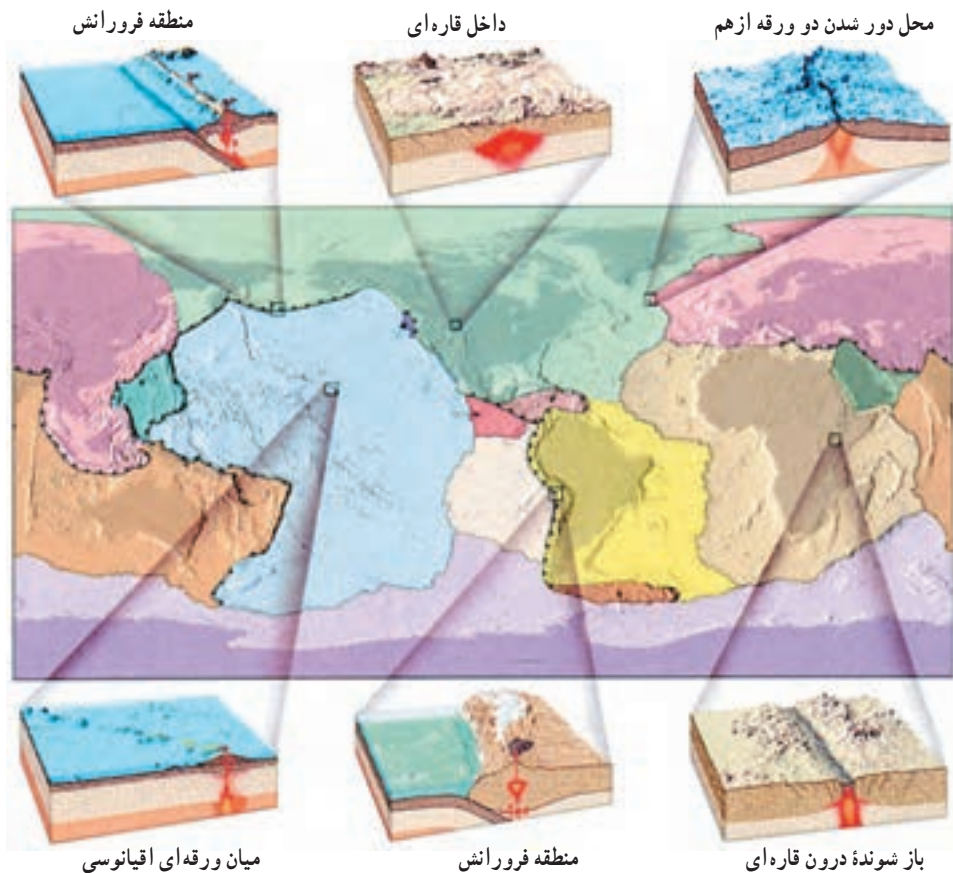 محل دور شدن دو ورقه ازهم
داخل قاره‌ای
منطقه فرورانش
باز شوندهٔ درون قاره‌ای
منطقه فرورانش
میان ورقه‌ای اقیانوسی